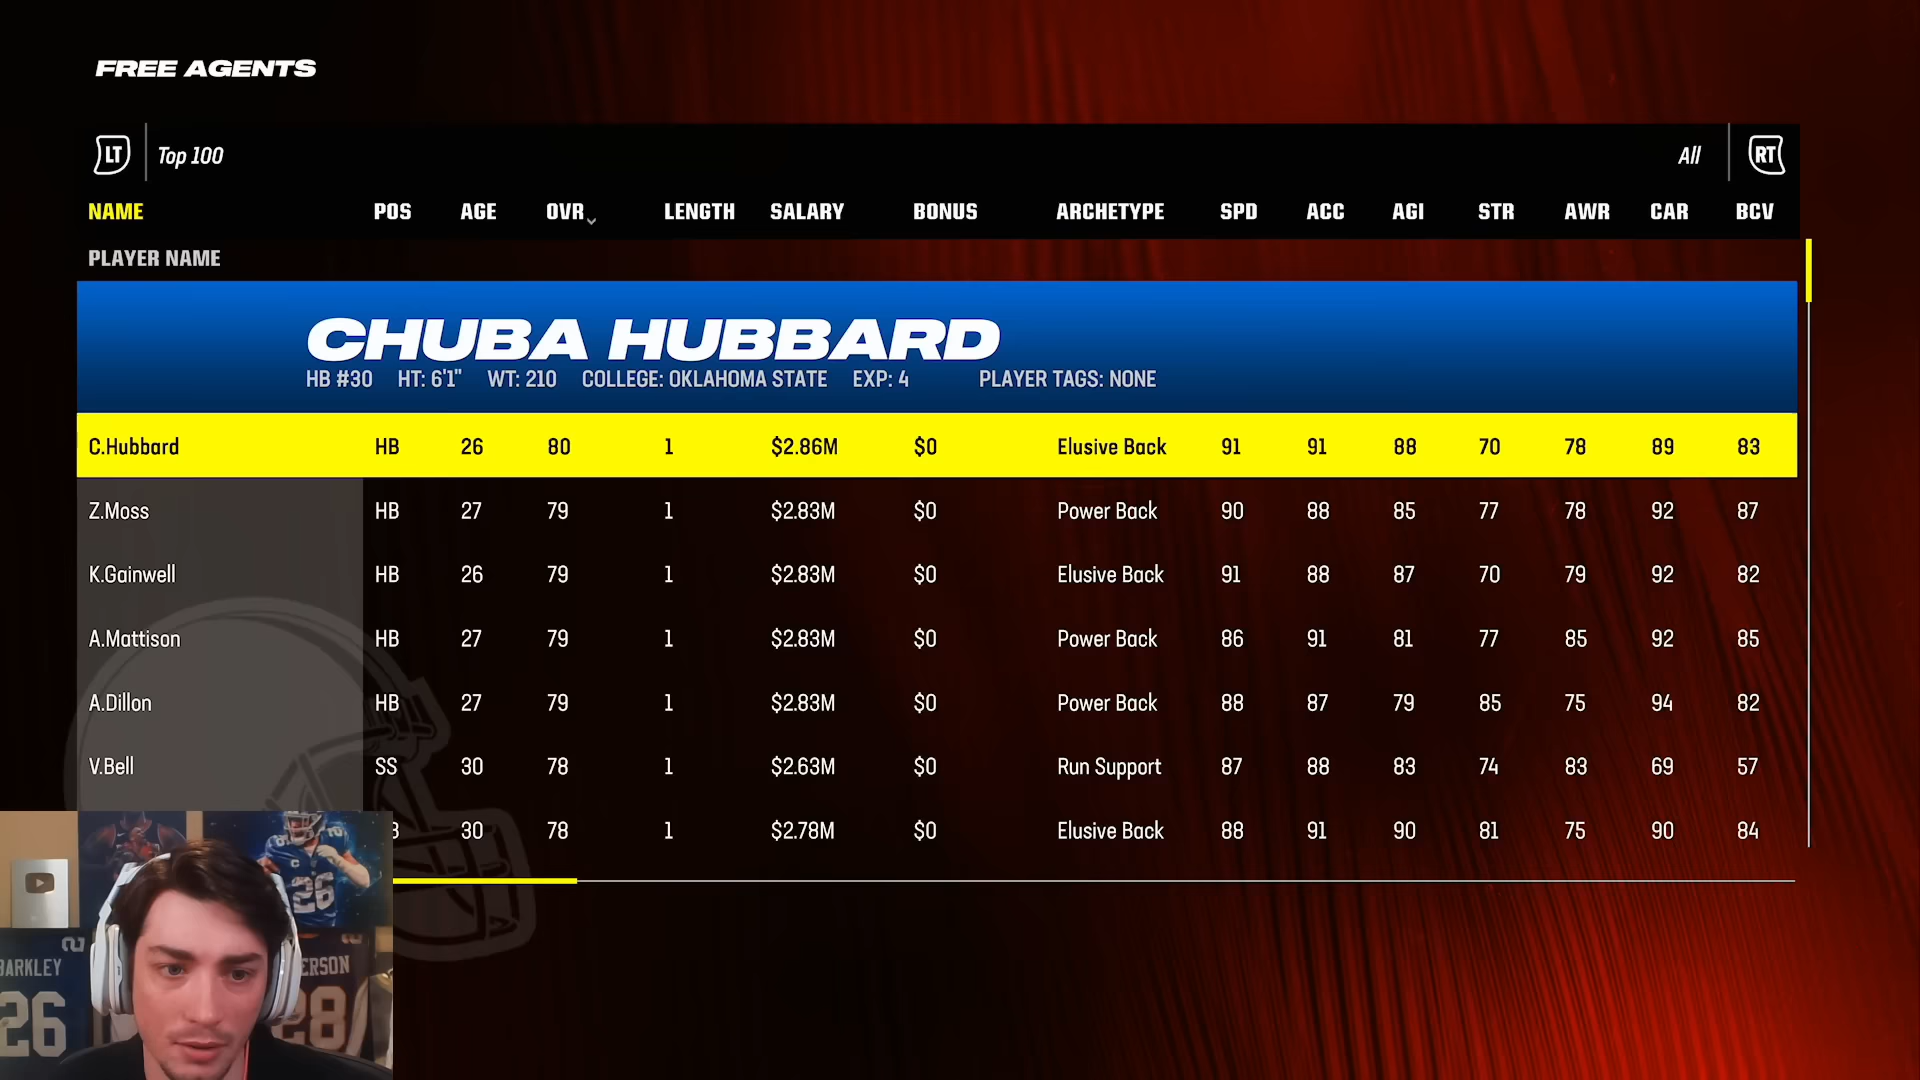 FREE AGENTS
LT Top 100 All RT
NAME POS AGE OVR LENGTH SALARY BONUS ARCHETYPE SPD ACC AGI STR AWR CAR BCV
PLAYER NAME
CHUBA HUBBARD
HB #30 HT: 6'1" WT: 210 COLLEGE: OKLAHOMA STATE EXP: 4 PLAYER TAGS: NONE
C.Hubbard HB 26 80 1 $2.86M $0 Elusive Back 91 91 88 70 78 89 83
Z.Moss HB 27 79 1 $2.83M $0 Power Back 90 88 85 77 78 92 87
K.Gainwell HB 26 79 1 $2.83M $0 Elusive Back 91 88 87 70 79 92 82
A.Mattison HB 27 79 1 $2.83M $0 Power Back 86 91 81 77 85 92 85
A.Dillon HB 27 79 1 $2.83M $0 Power Back 88 87 79 85 75 94 82
V.Bell SS 30 78 1 $2.63M $0 Run Support 87 88 83 74 83 69 57
30 78 1 $2.78M $0 Elusive Back 88 91 90 81 75 90 84
26
BARKLEY
26
ERSON
28